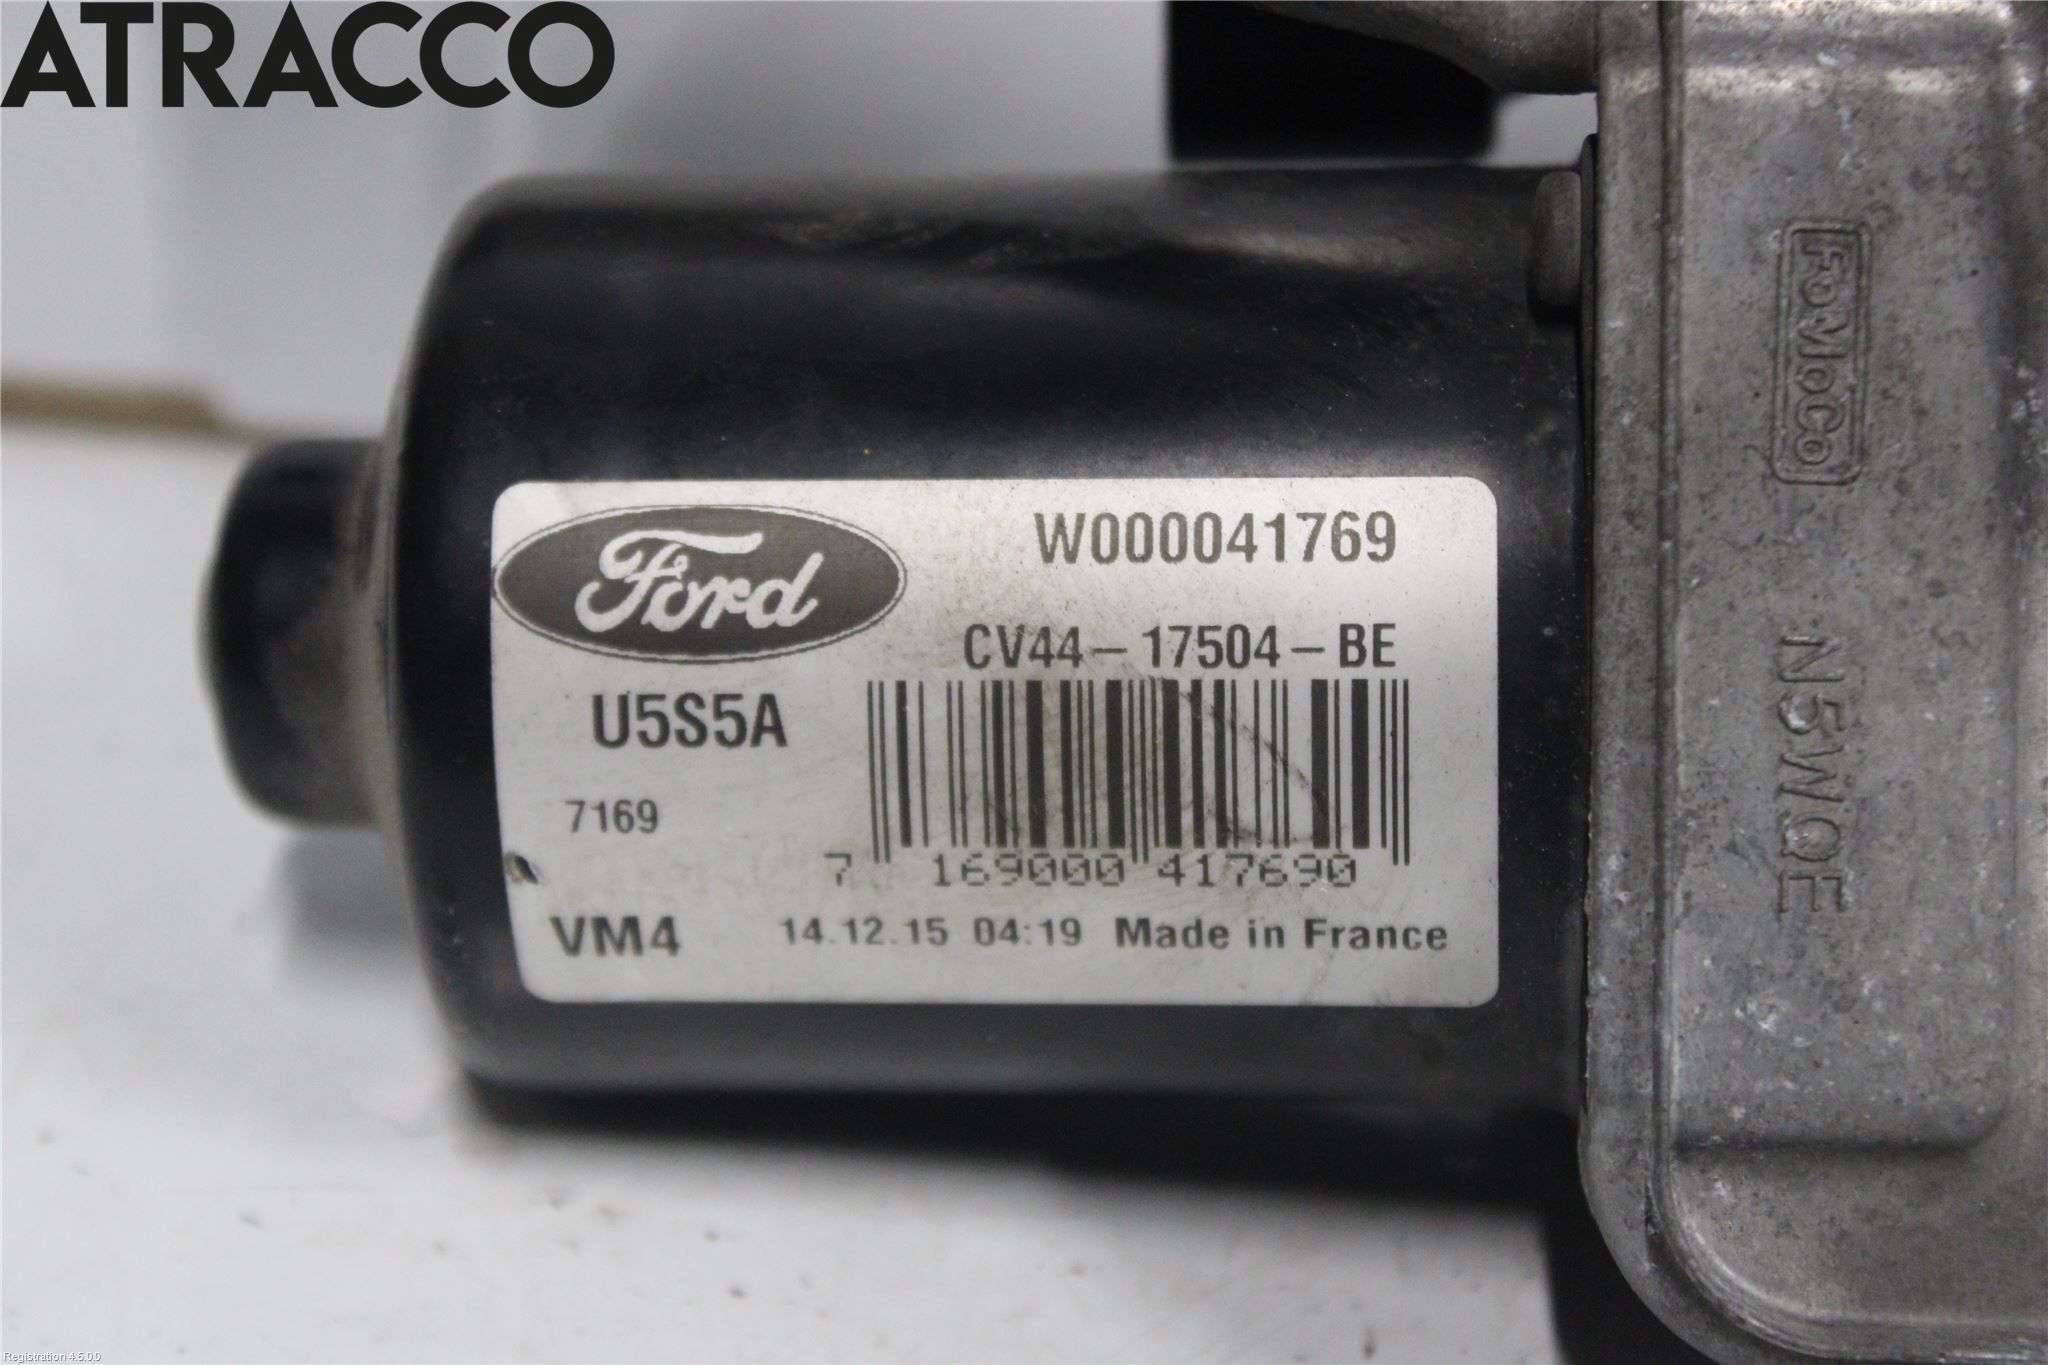 ATRACCO
Ford
W000041769
CV44-17504-BE
U5S5A
7169
7 169000 417690
VM4 14.12.15 04:19 Made in France
FoMoCo
N5WOE
Registration 4.5.0.0